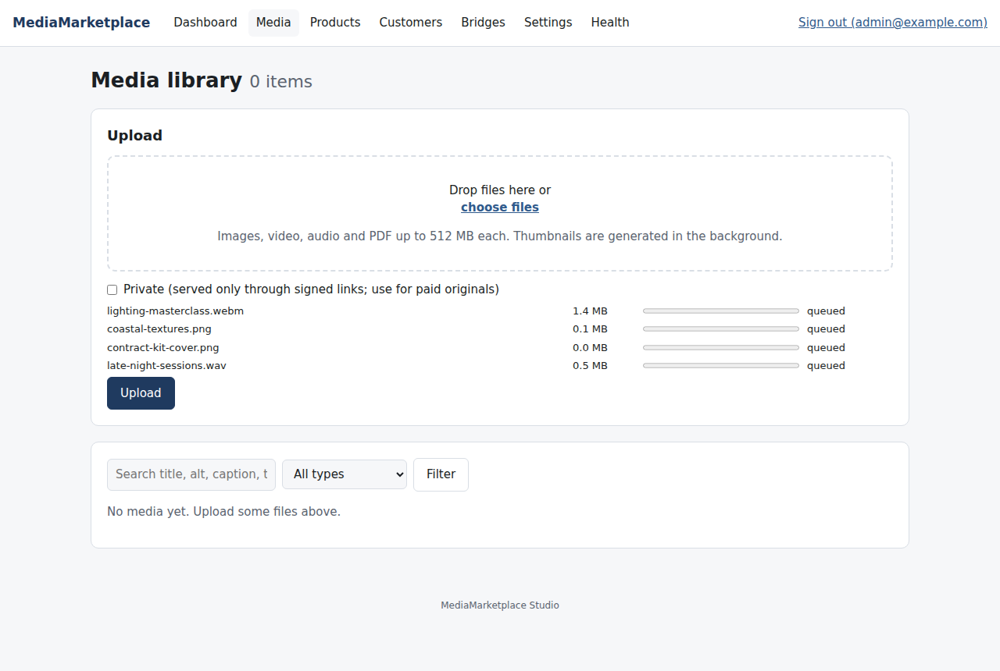 MediaMarketplace Dashboard Media Products Customers Bridges Settings Health Sign out (admin@example.com)
Media library 0 items
Upload
Drop files here or
choose files
Images, video, audio and PDF up to 512 MB each. Thumbnails are generated in the background.
Private (served only through signed links; use for paid originals)
lighting-masterclass.webm 1.4 MB queued
coastal-textures.png 0.1 MB queued
contract-kit-cover.png 0.0 MB queued
late-night-sessions.wav 0.5 MB queued
Upload
Search title, alt, caption, t All types Filter
No media yet. Upload some files above.
MediaMarketplace Studio